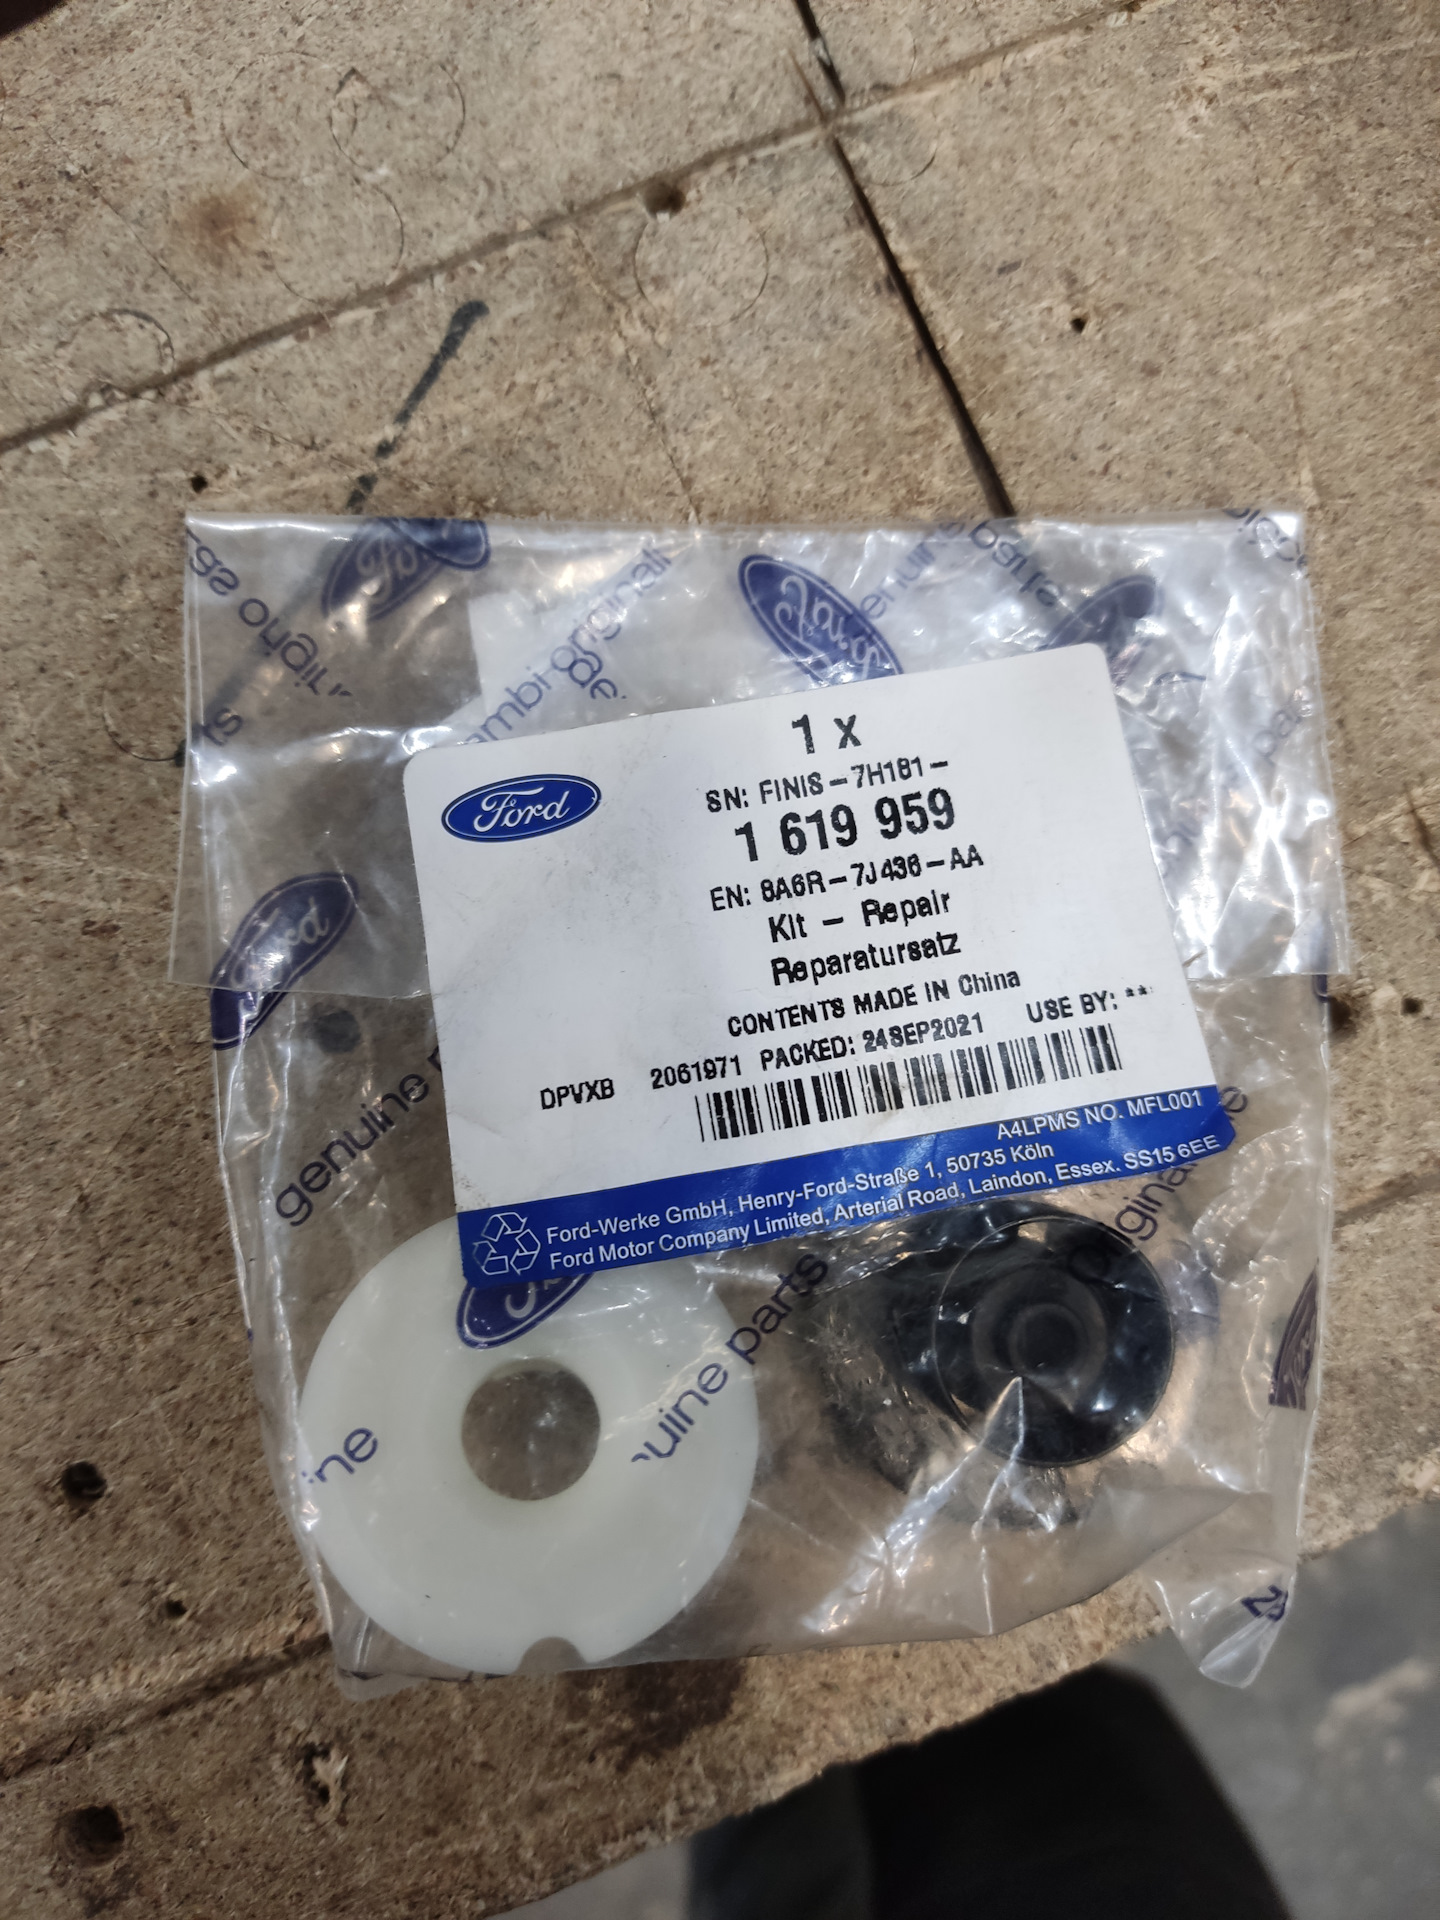 Ford
1 x
SN: FINIS-7H181-
1 619 959
EN: 8A6R-7J436-AA
Kit - Repair
Reparatursatz
CONTENTS MADE IN China
DPVXB 2061971 PACKED: 24SEP2021 USE BY: **
A4LPMS NO. MFL001
Ford-Werke GmbH, Henry-Ford-Straße 1, 50735 Köln
Ford Motor Company Limited, Arterial Road, Laindon, Essex. SS15 6EE
Ford
Ford
genuine
parts